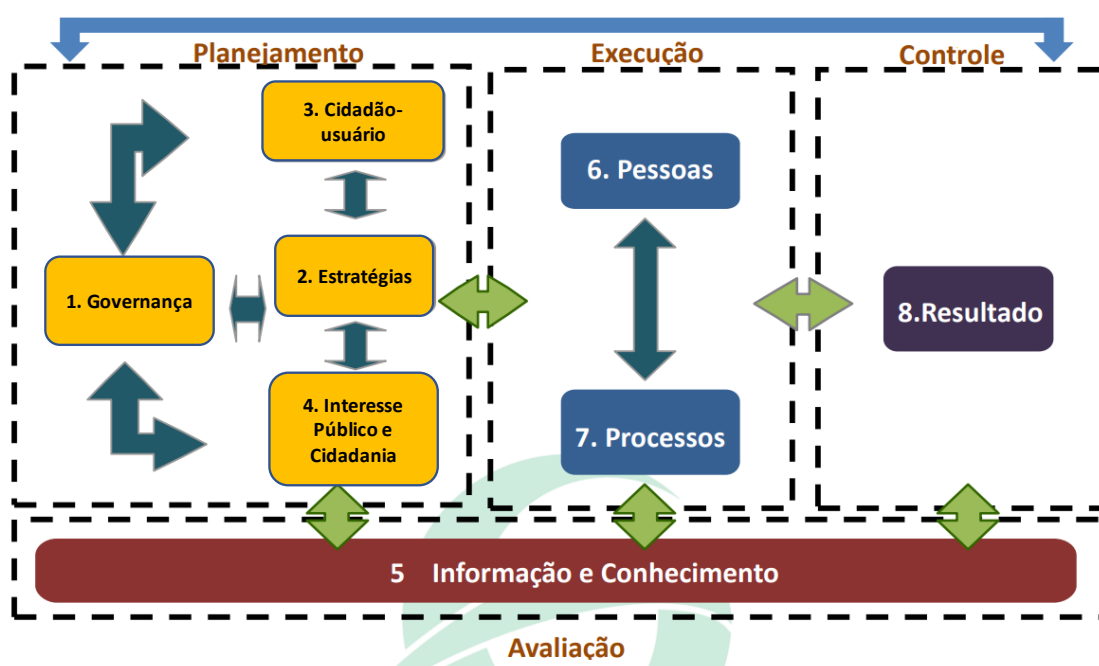 Planejamento
Execução
Controle
3. Cidadão-
usuário
2. Estratégias
1. Governança
4. Interesse
Público e
Cidadania
6. Pessoas
7. Processos
8.Resultado
5 Informação e Conhecimento
Avaliação